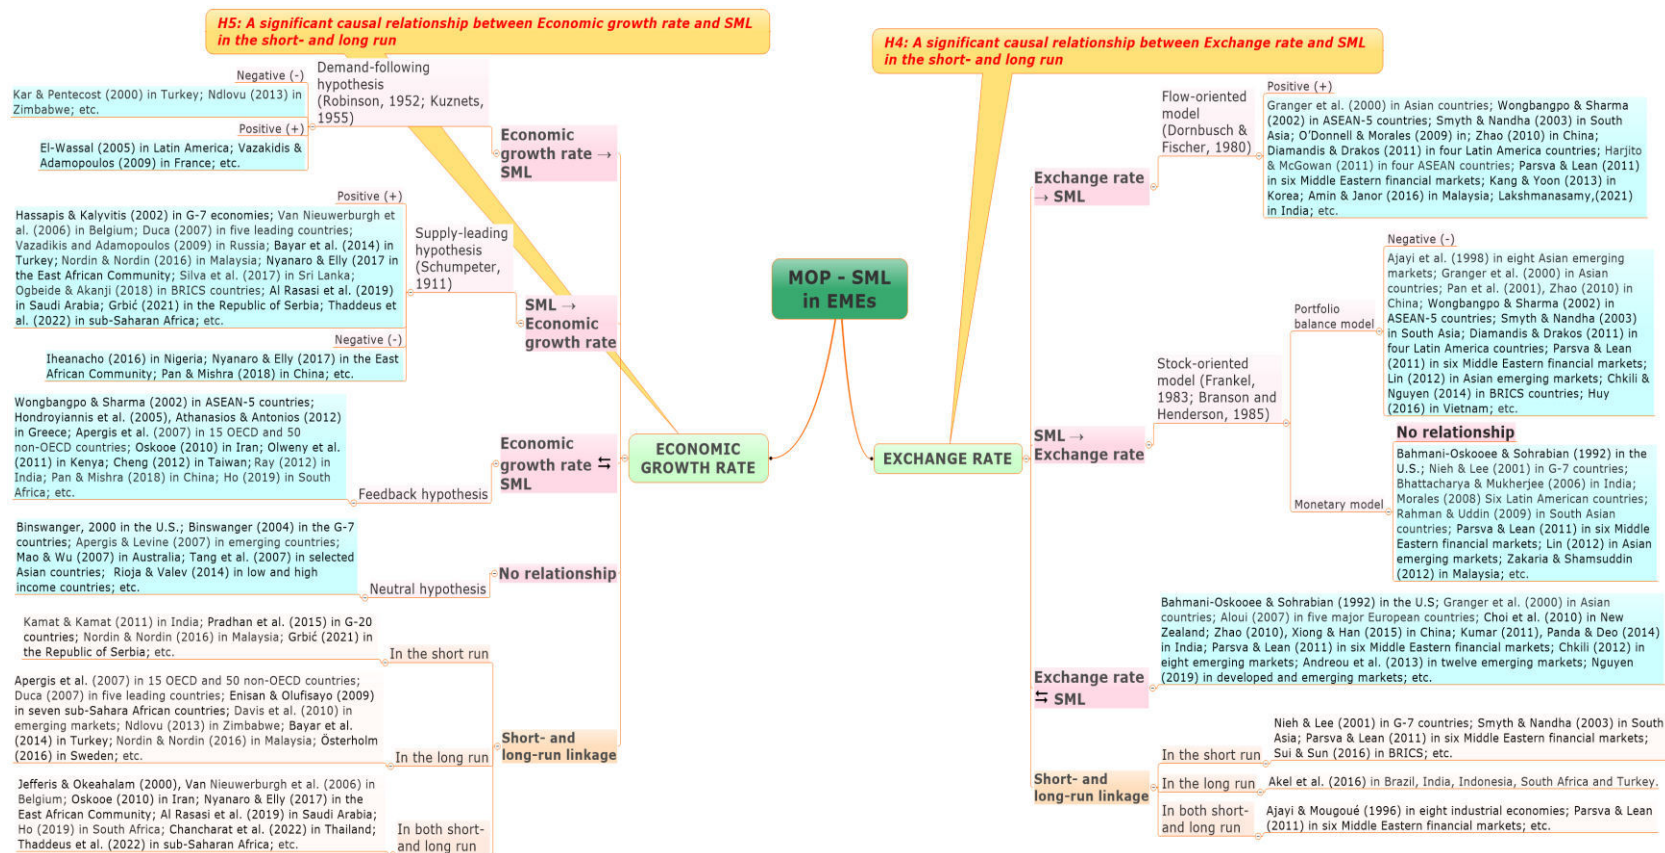 H5: A significant causal relationship between Economic growth rate and SML
in the short- and long run
Demand-following
hypothesis
(Robinson, 1952; Kuznets,
1955)
Negative (-)
Kar & Pentecost (2000) in Turkey; Ndlovu (2013) in
Zimbabwe; etc.
Positive (+)
El-Wassal (2005) in Latin America; Vazakidis &
Adamopoulos (2009) in France; etc.
Economic
growth rate →
SML
Positive (+)
Hassapis & Kalyvitis (2002) in G-7 economies; Van Nieuwerburgh et
al. (2006) in Belgium; Duca (2007) in five leading countries;
Vazadikis and Adamopoulos (2009) in Russia; Bayar et al. (2014) in
Turkey; Nordin & Nordin (2016) in Malaysia; Nyanaro & Elly (2017 in
the East African Community; Silva et al. (2017) in Sri Lanka;
Ogbeide & Akanji (2018) in BRICS countries; Al Rasasi et al. (2019)
in Saudi Arabia; Grbić (2021) in the Republic of Serbia; Thaddeus et
al. (2022) in sub-Saharan Africa; etc.
Negative (-)
Iheanacho (2016) in Nigeria; Nyanaro & Elly (2017) in the East
African Community; Pan & Mishra (2018) in China; etc.
Supply-leading
hypothesis
(Schumpeter,
1911)
SML →
Economic
growth rate
Wongbangpo & Sharma (2002) in ASEAN-5 countries;
Hondroyiannis et al. (2005), Athanasios & Antonios (2012)
in Greece; Apergis et al. (2007) in 15 OECD and 50
non-OECD countries; Oskooe (2010) in Iran; Olweny et al.
(2011) in Kenya; Cheng (2012) in Taiwan; Ray (2012) in
India; Pan & Mishra (2018) in China; Ho (2019) in South
Africa; etc.
Feedback hypothesis
Economic
growth rate ⇆
SML
Binswanger, 2000 in the U.S.; Binswanger (2004) in the G-7
countries; Apergis & Levine (2007) in emerging countries;
Mao & Wu (2007) in Australia; Tang et al. (2007) in selected
Asian countries; Rioja & Valev (2014) in low and high
income countries; etc.
Neutral hypothesis
No relationship
Kamat & Kamat (2011) in India; Pradhan et al. (2015) in G-20
countries; Nordin & Nordin (2016) in Malaysia; Grbić (2021) in
the Republic of Serbia; etc.
In the short run
Apergis et al. (2007) in 15 OECD and 50 non-OECD countries;
Duca (2007) in five leading countries; Enisan & Olufisayo (2009)
in seven sub-Sahara African countries; Davis et al. (2010) in
emerging markets; Ndlovu (2013) in Zimbabwe; Bayar et al.
(2014) in Turkey; Nordin & Nordin (2016) in Malaysia; Österholm
(2016) in Sweden; etc.
In the long run
Jefferis & Okeahalam (2000), Van Nieuwerburgh et al. (2006) in
Belgium; Oskooe (2010) in Iran; Nyanaro & Elly (2017) in the
East African Community; Al Rasasi et al. (2019) in Saudi Arabia;
Ho (2019) in South Africa; Chancharat et al. (2022) in Thailand;
Thaddeus et al. (2022) in sub-Saharan Africa; etc.
In both short-
and long run
Short- and
long-run linkage
ECONOMIC
GROWTH RATE
MOP - SML
in EMEs
H4: A significant causal relationship between Exchange rate and SML
in the short- and long run
EXCHANGE RATE
Exchange rate
→ SML
Flow-oriented
model
(Dornbusch &
Fischer, 1980)
Positive (+)
Granger et al. (2000) in Asian countries; Wongbangpo & Sharma
(2002) in ASEAN-5 countries; Smyth & Nandha (2003) in South
Asia; O'Donnell & Morales (2009) in; Zhao (2010) in China;
Diamandis & Drakos (2011) in four Latin America countries; Harjito
& McGowan (2011) in four ASEAN countries; Parsva & Lean (2011)
in six Middle Eastern financial markets; Kang & Yoon (2013) in
Korea; Amin & Janor (2016) in Malaysia; Lakshmanasamy,(2021)
in India; etc.
SML →
Exchange rate
Stock-oriented
model (Frankel,
1983; Branson and
Henderson, 1985)
Portfolio
balance model
Negative (-)
Ajayi et al. (1998) in eight Asian emerging
markets; Granger et al. (2000) in Asian
countries; Pan et al. (2001), Zhao (2010) in
China; Wongbangpo & Sharma (2002) in
ASEAN-5 countries; Smyth & Nandha (2003)
in South Asia; Diamandis & Drakos (2011) in
four Latin America countries; Parsva & Lean
(2011) in six Middle Eastern financial markets;
Lin (2012) in Asian emerging markets; Chkili &
Nguyen (2014) in BRICS countries; Huy
(2016) in Vietnam; etc.
Monetary model
No relationship
Bahmani-Oskooee & Sohrabian (1992) in the
U.S.; Nieh & Lee (2001) in G-7 countries;
Bhattacharya & Mukherjee (2006) in India;
Morales (2008) Six Latin American countries;
Rahman & Uddin (2009) in South Asian
countries; Parsva & Lean (2011) in six Middle
Eastern financial markets; Lin (2012) in Asian
emerging markets; Zakaria & Shamsuddin
(2012) in Malaysia; etc.
Exchange rate
⇆ SML
Bahmani-Oskooee & Sohrabian (1992) in the U.S; Granger et al. (2000) in Asian
countries; Aloui (2007) in five major European countries; Choi et al. (2010) in New
Zealand; Zhao (2010), Xiong & Han (2015) in China; Kumar (2011), Panda & Deo (2014)
in India; Parsva & Lean (2011) in six Middle Eastern financial markets; Chkili (2012) in
eight emerging markets; Andreou et al. (2013) in twelve emerging markets; Nguyen
(2019) in developed and emerging markets; etc.
Short- and
long-run linkage
In the short run
Nieh & Lee (2001) in G-7 countries; Smyth & Nandha (2003) in South
Asia; Parsva & Lean (2011) in six Middle Eastern financial markets;
Sui & Sun (2016) in BRICS; etc.
In the long run
Akel et al. (2016) in Brazil, India, Indonesia, South Africa and Turkey.
In both short-
and long run
Ajayi & Mougoué (1996) in eight industrial economies; Parsva & Lean
(2011) in six Middle Eastern financial markets; etc.